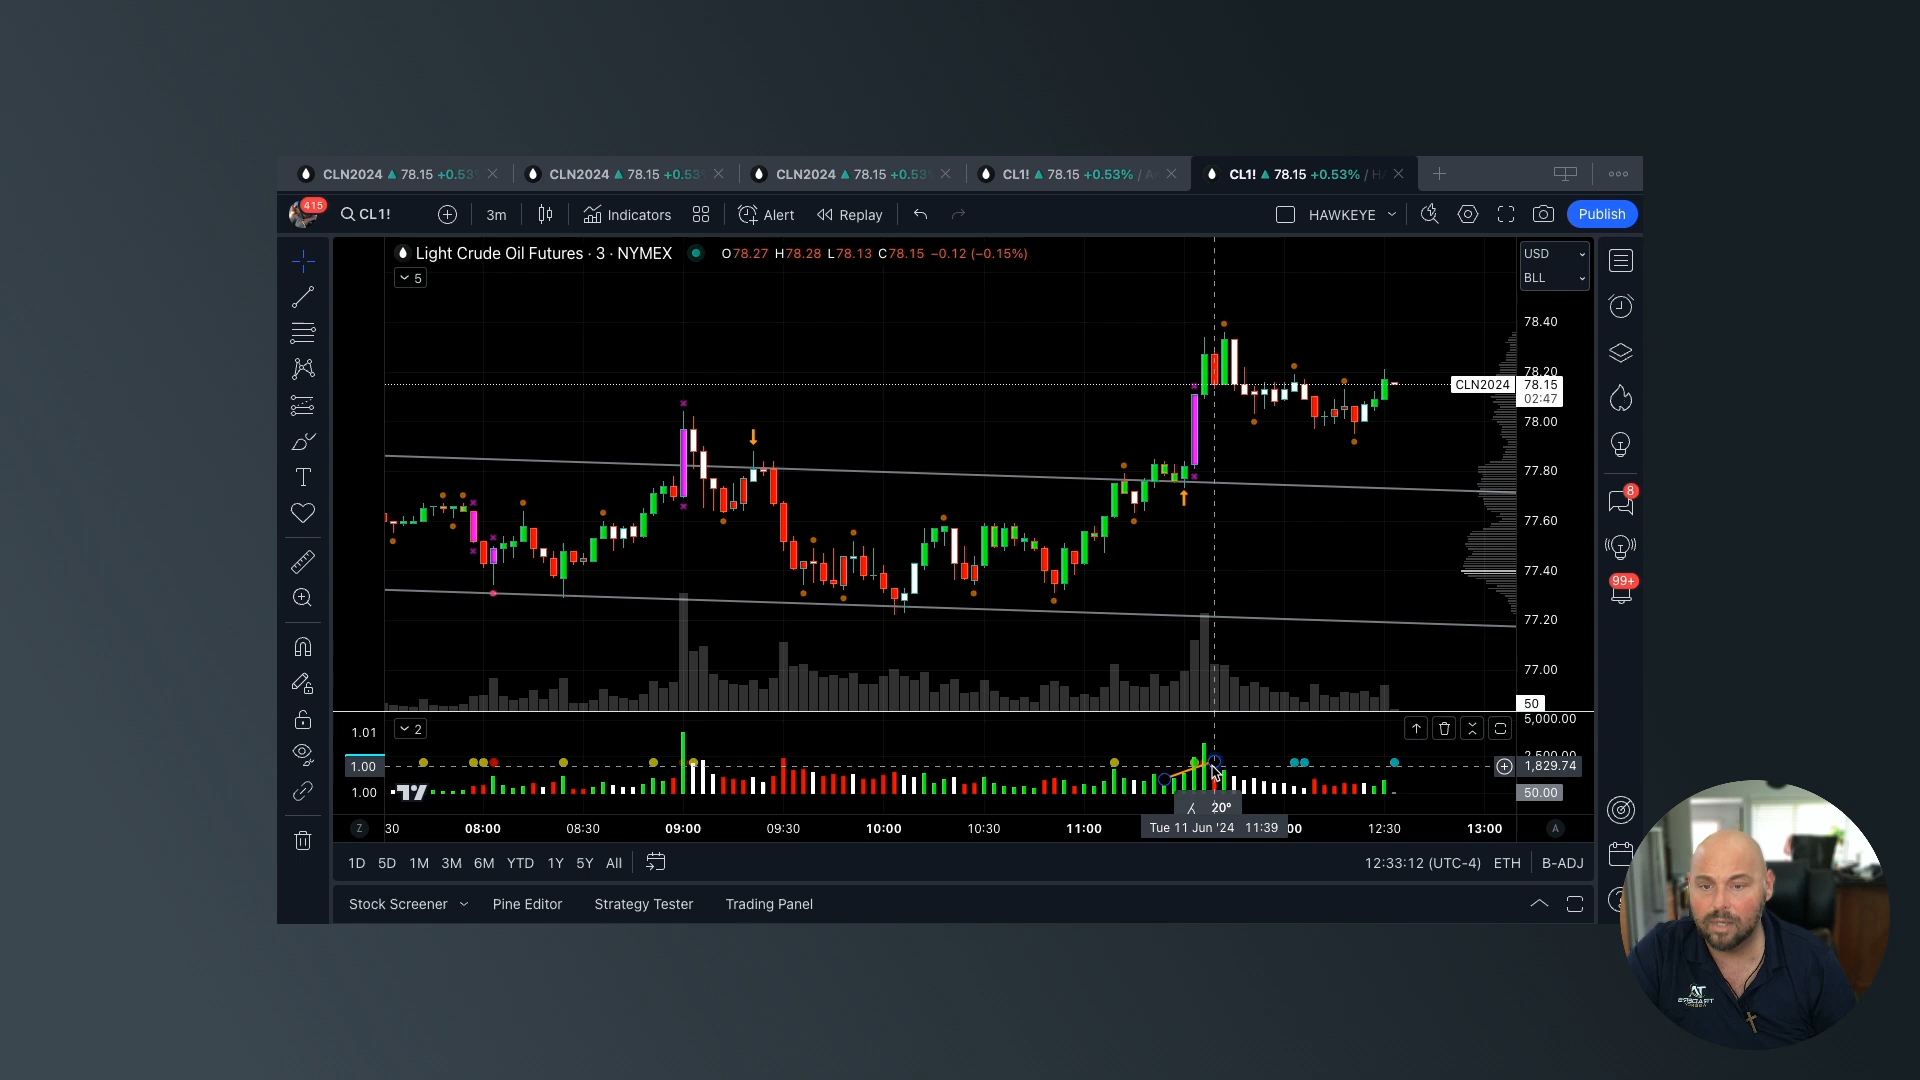 CLN2024 78.15 +0.53
CLN2024 78.15 +0.53
CLN2024 78.15 +0.53
CL1! 78.15 +0.53% /
CL1! 78.15 +0.53% /
415
CL1!
3m
Indicators
Alert
Replay
HAWKEYE
Publish
Light Crude Oil Futures · 3 · NYMEX
O78.27 H78.28 L78.13 C78.15 −0.12 (−0.15%)
5
USD
BLL
78.40
78.20
CLN2024 78.15
02:47
78.00
77.80
77.60
77.40
77.20
77.00
50
8
99+
2
1.01
1.00
1.00
5,000.00
2,500.00
1,829.74
50.00
20°
Z
30 08:00 08:30 09:00 09:30 10:00 10:30 11:00 00 12:30 13:00
A
Tue 11 Jun '24 11:39
1D 5D 1M 3M 6M YTD 1Y 5Y All
12:33:12 (UTC-4) ETH B-ADJ
Stock Screener Pine Editor Strategy Tester Trading Panel